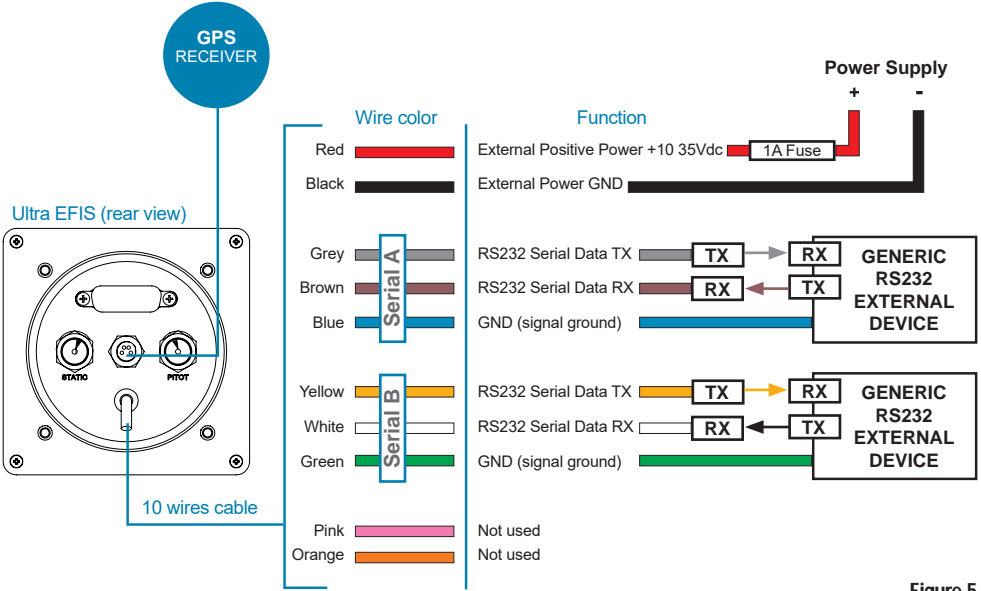 GPS
RECEIVER
Power Supply
+ -
Wire color Function
Red External Positive Power +10 35Vdc 1A Fuse
Black External Power GND
Ultra EFIS (rear view)
STATIC PITOT
10 wires cable
Serial A
Grey RS232 Serial Data TX TX RX
Brown RS232 Serial Data RX RX TX
Blue GND (signal ground)
GENERIC
RS232
EXTERNAL
DEVICE
Serial B
Yellow RS232 Serial Data TX TX RX
White RS232 Serial Data RX RX TX
Green GND (signal ground)
GENERIC
RS232
EXTERNAL
DEVICE
Pink Not used
Orange Not used
Figure 5